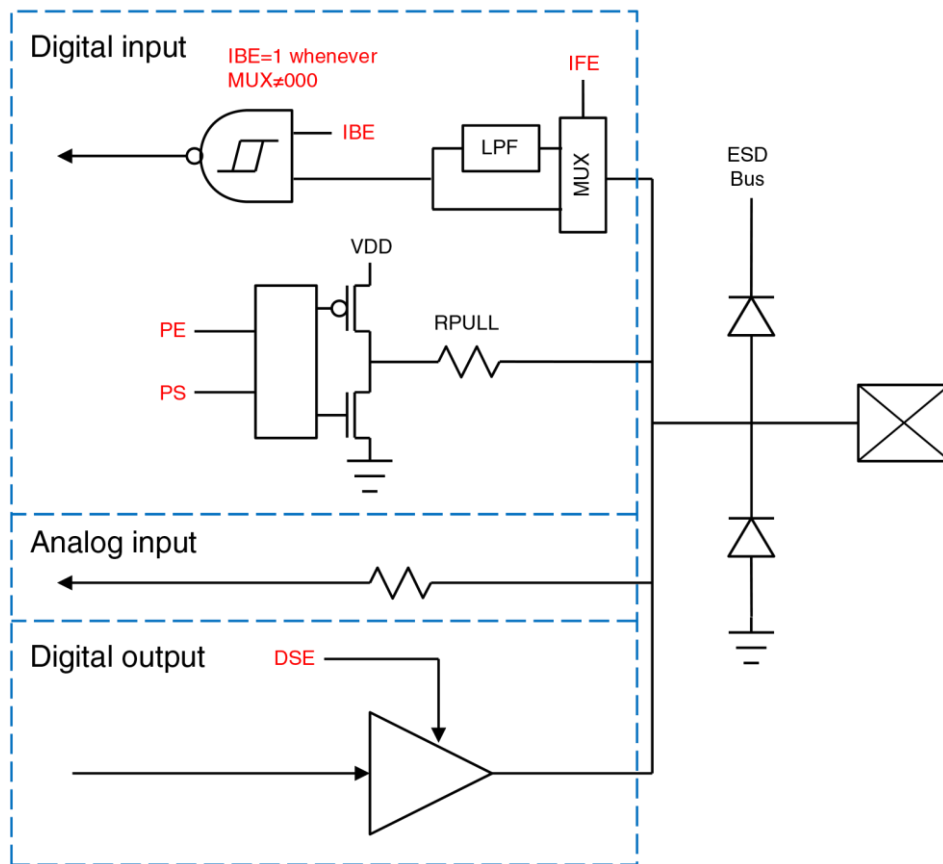 Digital input
IBE=1 whenever
MUX≠000
IFE
IBE
LPF
MUX
ESD
Bus
VDD
PE
RPULL
PS
Analog input
Digital output
DSE